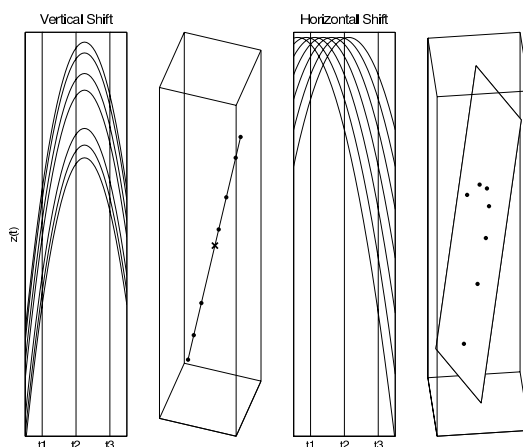 Vertical Shift
Horizontal Shift
z(t)
t1
t2
t3
t1
t2
t3